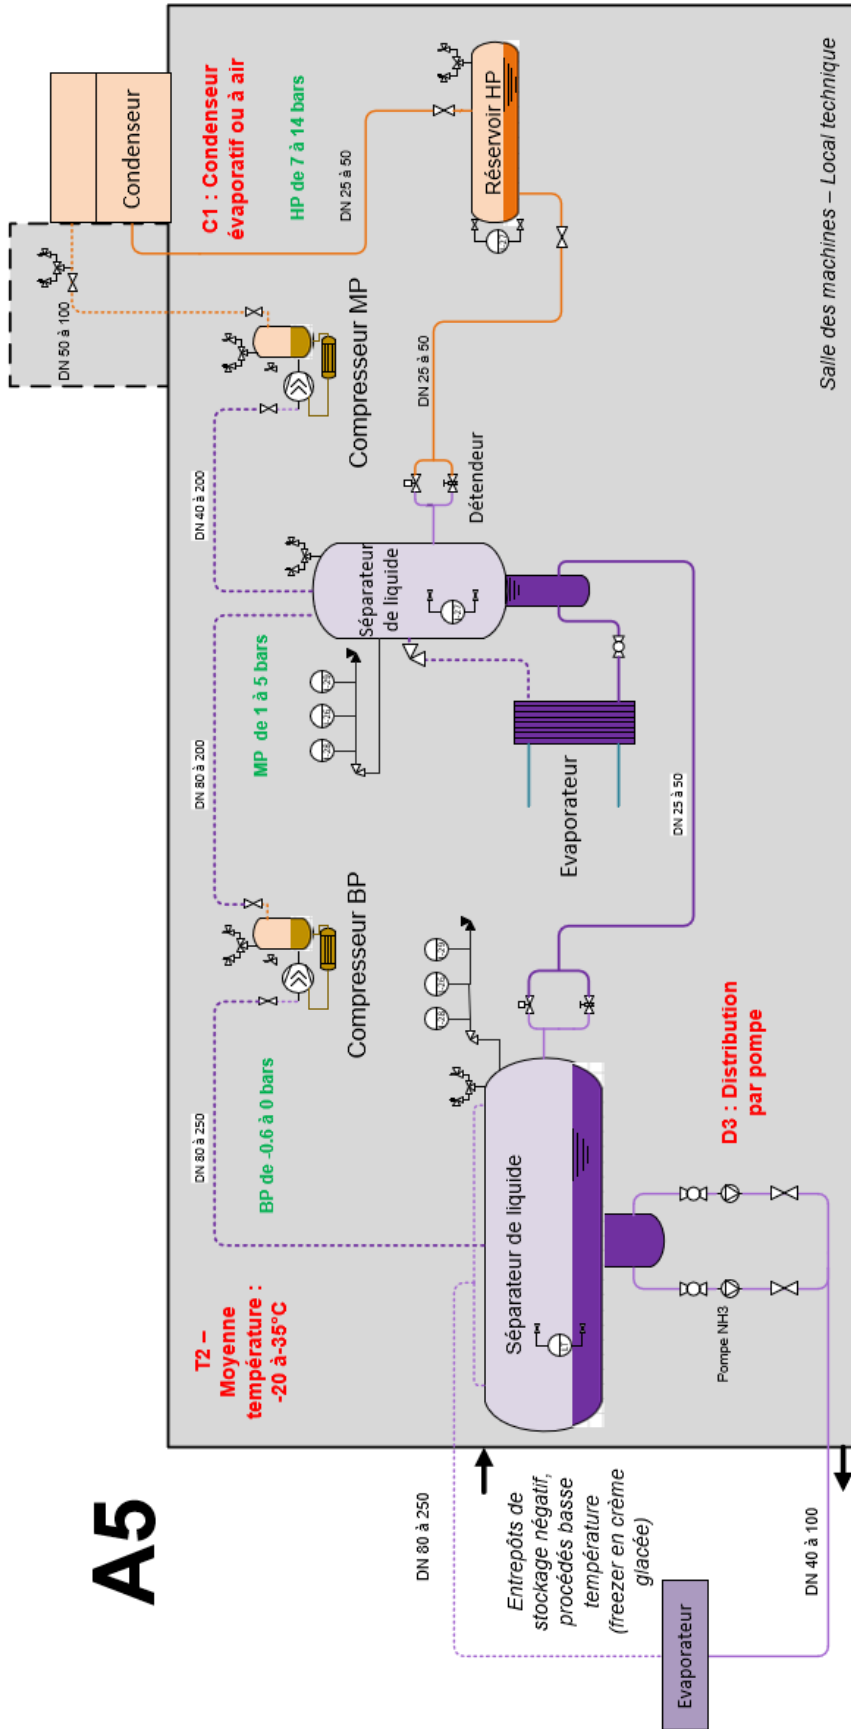 A5
T2 –
Moyenne
température :
-20 à-35°C
BP de -0.6 à 0 bars
MP de 1 à 5 bars
HP de 7 à 14 bars
C1 : Condenseur
évaporatif ou à air
Condenseur
DN 50 à 100
DN 40 à 200
DN 80 à 200
DN 80 à 250
DN 25 à 50
Compresseur BP
Compresseur MP
Réservoir HP
Séparateur
de liquide
Détendeur
DN 25 à 50
Evaporateur
DN 25 à 50
Séparateur de liquide
LT
D3 : Distribution
par pompe
Pompe NH3
DN 80 à 250
Entrepôts de
stockage négatif,
procédés basse
température
(freezer en crème
glacée)
Evaporateur
DN 40 à 100
Salle des machines – Local technique